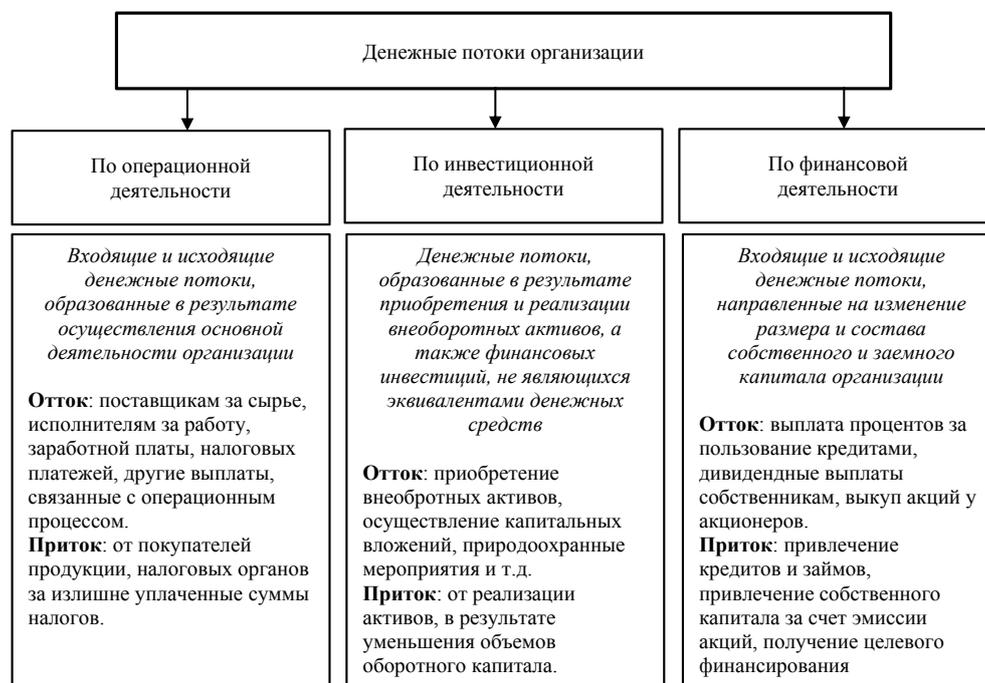 Денежные потоки организации
По операционной
деятельности
По инвестиционной
деятельности
По финансовой
деятельности
Входящие и исходящие
денежные потоки,
образованные в результате
осуществления основной
деятельности организации
Отток: поставщикам за сырье,
исполнителям за работу,
заработной платы, налоговых
платежей, другие выплаты,
связанные с операционным
процессом.
Приток: от покупателей
продукции, налоговых органов
за излишне уплаченные суммы
налогов.
Денежные потоки,
образованные в результате
приобретения и реализации
внеоборотных активов, а
также финансовых
инвестиций, не являющихся
эквивалентами денежных
средств
Отток: приобретение
внеобротных активов,
осуществление капитальных
вложений, природоохранные
мероприятия и т.д.
Приток: от реализации
активов, в результате
уменьшения объемов
оборотного капитала.
Входящие и исходящие
денежные потоки,
направленные на изменение
размера и состава
собственного и заемного
капитала организации
Отток: выплата процентов за
пользование кредитами,
дивидендные выплаты
собственникам, выкуп акций у
акционеров.
Приток: привлечение
кредитов и займов,
привлечение собственного
капитала за счет эмиссии
акций, получение целевого
финансирования